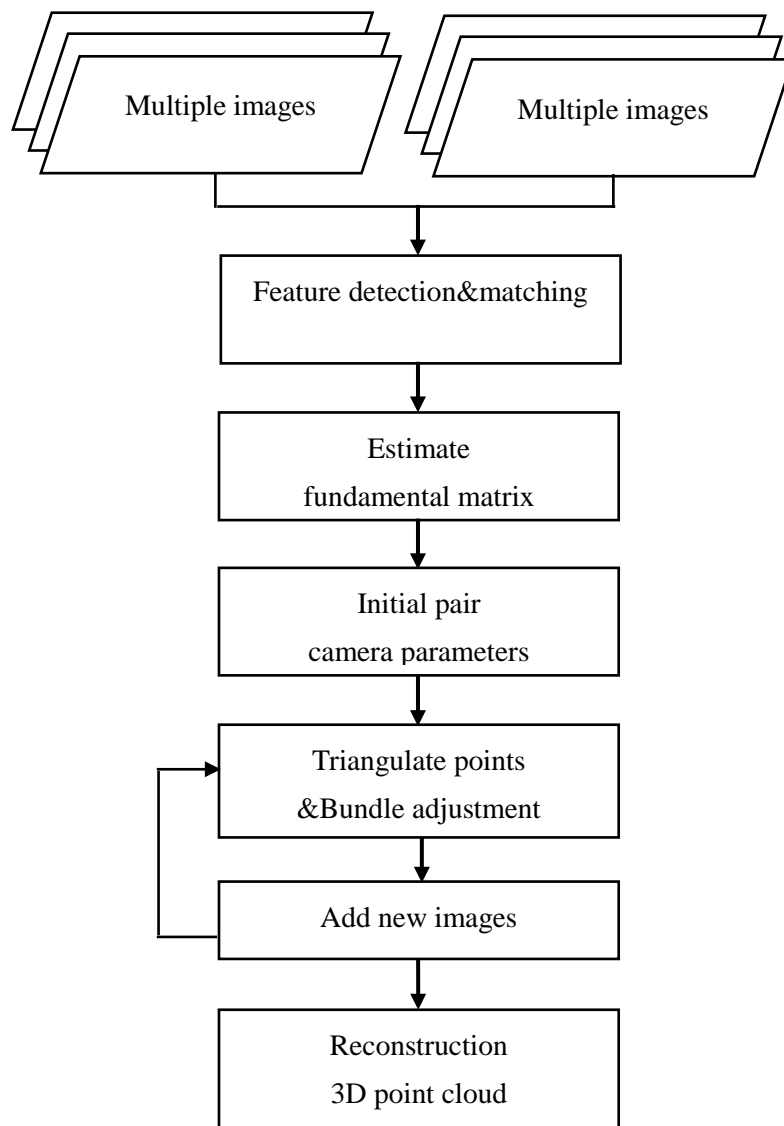 Multiple images
Multiple images
Feature detection&matching
Estimate
fundamental matrix
Initial pair
camera parameters
Triangulate points
&Bundle adjustment
Add new images
Reconstruction
3D point cloud